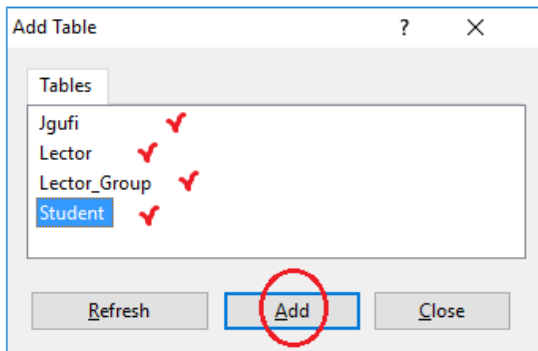 Add Table
?
Tables
Jgufi
Lector
Lector_Group
Student
Refresh Add Close